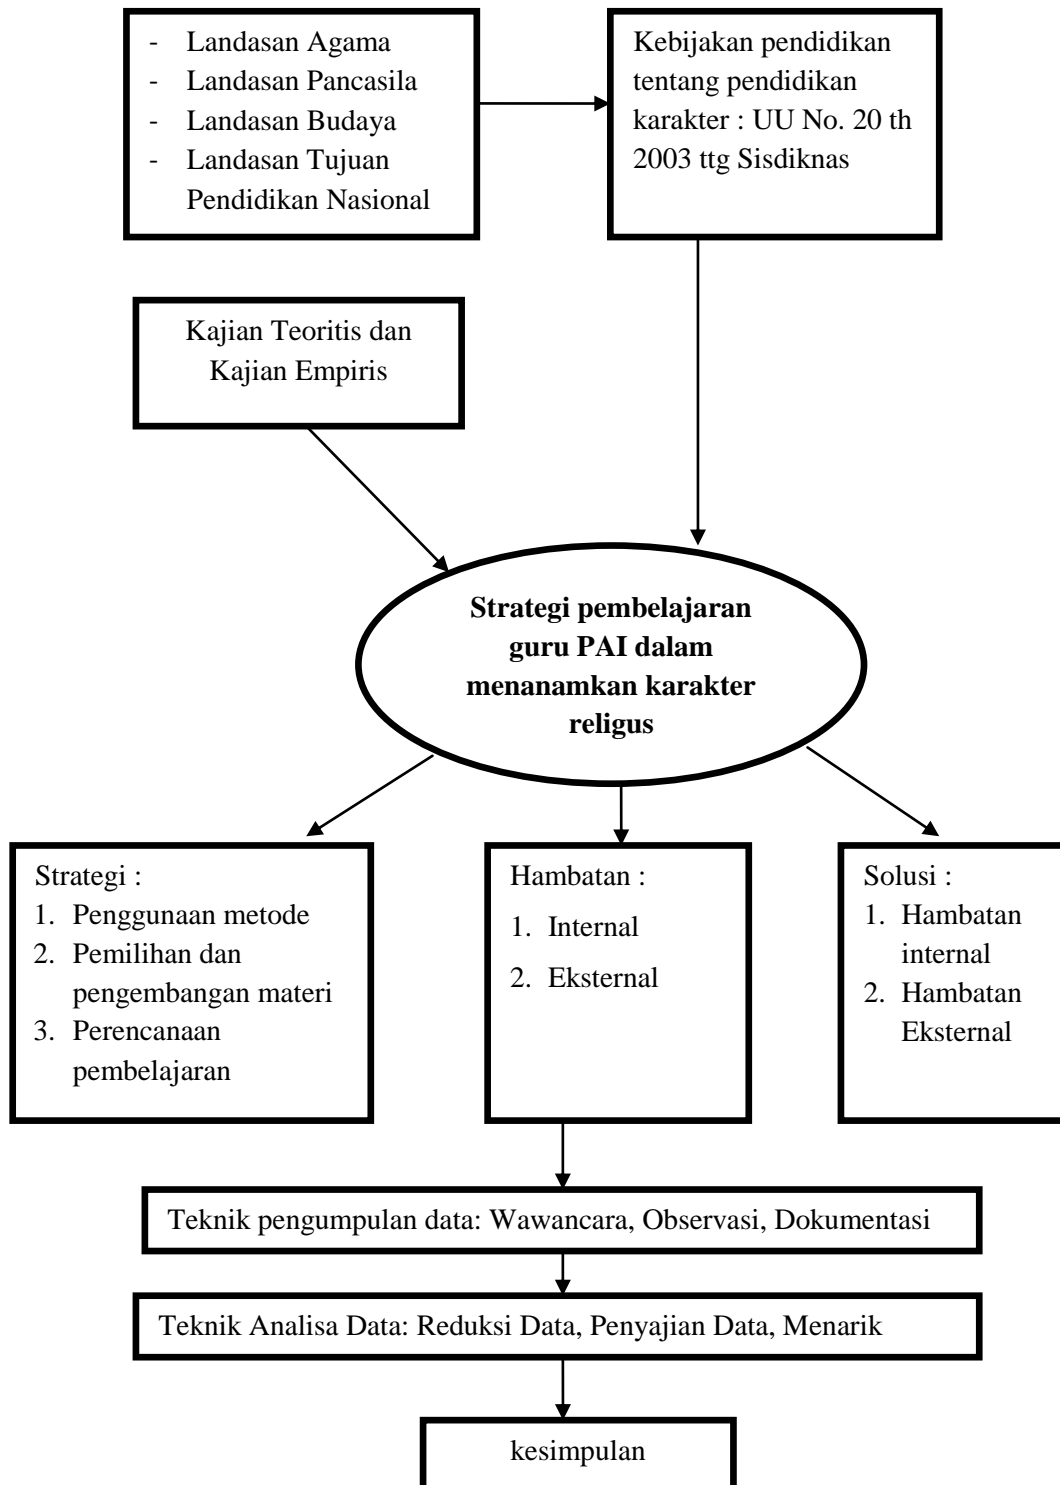 - Landasan Agama
- Landasan Pancasila
- Landasan Budaya
- Landasan Tujuan
Pendidikan Nasional
Kebijakan pendidikan
tentang pendidikan
karakter : UU No. 20 th
2003 ttg Sisdiknas
Kajian Teoritis dan
Kajian Empiris
Strategi pembelajaran
guru PAI dalam
menanamkan karakter
religus
Strategi :
1. Penggunaan metode
2. Pemilihan dan
pengembangan materi
3. Perencanaan
pembelajaran
Hambatan :
1. Internal
2. Eksternal
Solusi :
1. Hambatan
internal
2. Hambatan
Eksternal
Teknik pengumpulan data: Wawancara, Observasi, Dokumentasi
Teknik Analisa Data: Reduksi Data, Penyajian Data, Menarik
kesimpulan